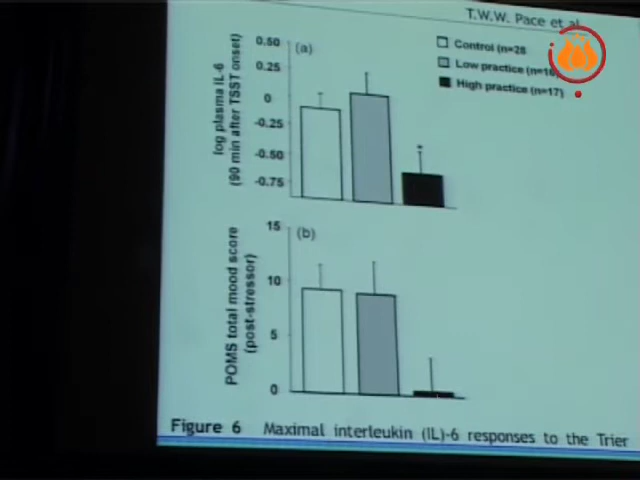 T.W.W. Pace et al.
(a)
log plasma IL-6
(90 min after TSST onset)
0.50
0.25
0
-0.25
-0.50
-0.75
*
Control (n=28
Low practice (n=16)
High practice (n=17)
(b)
POMS total mood score
(post-stressor)
15
10
5
0
Figure 6 Maximal interleukin (IL)-6 responses to the Trier